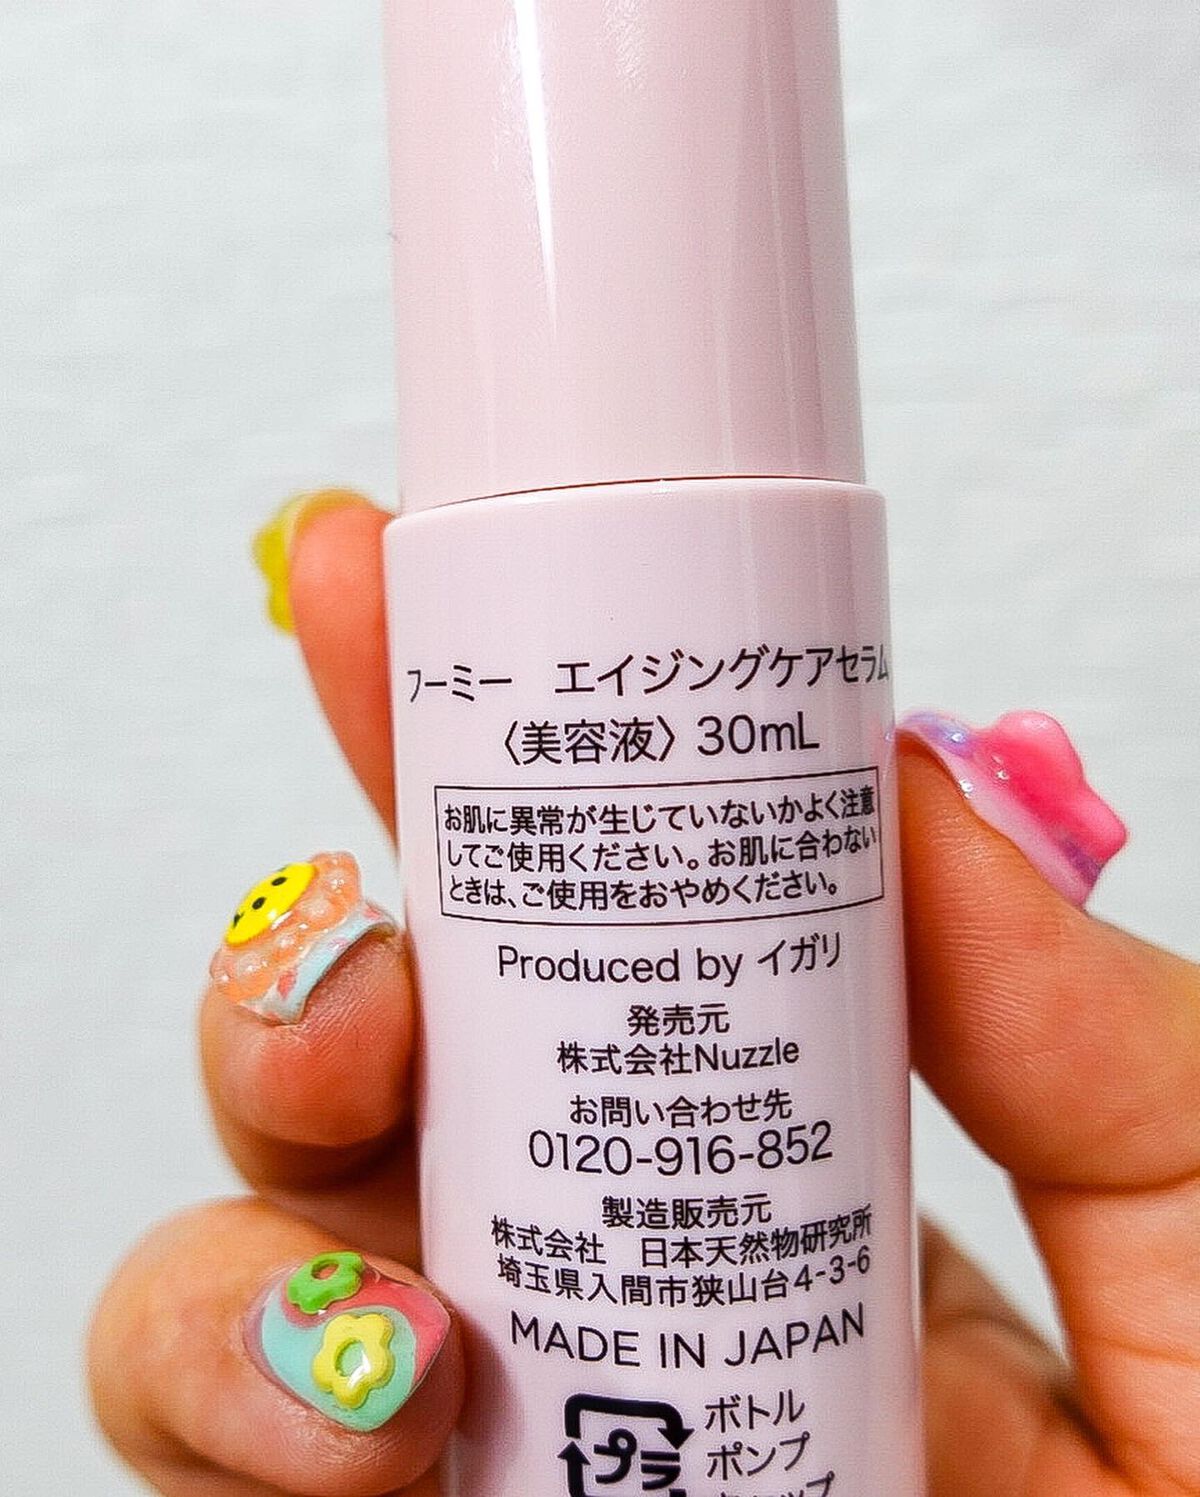 フーミー　エイジングケアセラム
〈美容液〉30mL
お肌に異常が生じていないかよく注意
してご使用ください。お肌に合わない
ときは、ご使用をおやめください。
Produced by イガリ
発売元
株式会社Nuzzle
お問い合わせ先
0120-916-852
製造販売元
株式会社　日本天然物研究所
埼玉県入間市狭山台4-3-6
MADE IN JAPAN
プラ
ボトル
ポンプ
キャップ